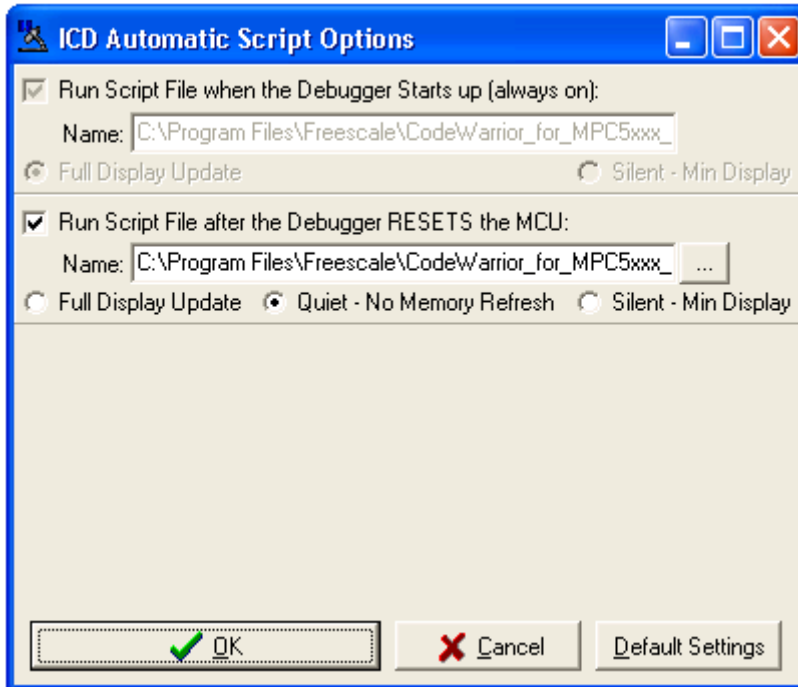 ICD Automatic Script Options
Run Script File when the Debugger Starts up (always on):
Name: C:\Program Files\Freescale\CodeWarrior_for_MPC5xxx_
Full Display Update Silent - Min Display
Run Script File after the Debugger RESETS the MCU:
Name: C:\Program Files\Freescale\CodeWarrior_for_MPC5xxx_ ...
Full Display Update Quiet - No Memory Refresh Silent - Min Display
OK Cancel Default Settings